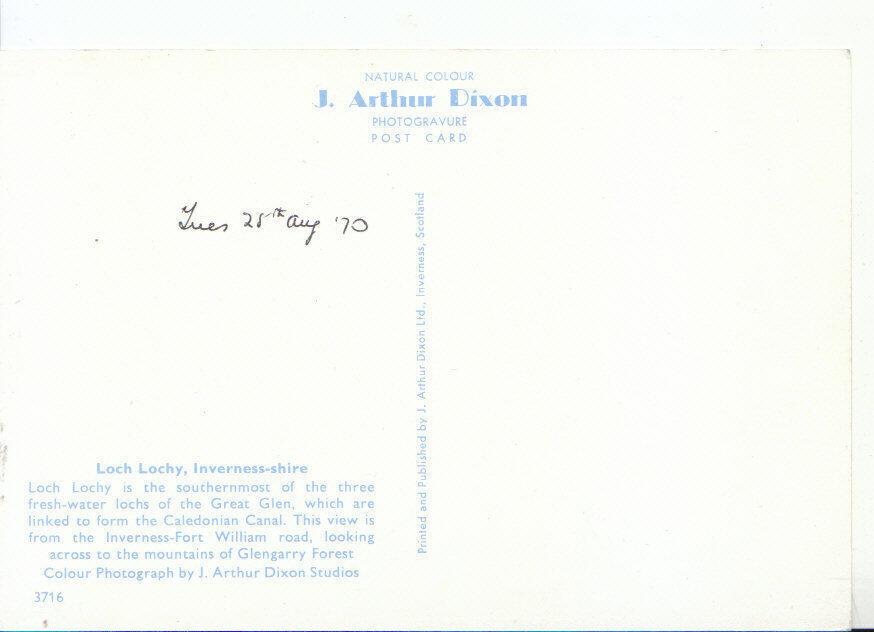 NATURAL COLOUR
J. Arthur Dixon
PHOTOGRAVURE
POST CARD
Tues 25th Aug '70
Printed and Published by J. Arthur Dixon Ltd., Inverness, Scotland
Loch Lochy, Inverness-shire
Loch Lochy is the southernmost of the three
fresh-water lochs of the Great Glen, which are
linked to form the Caledonian Canal. This view is
from the Inverness-Fort William road, looking
across to the mountains of Glengarry Forest
Colour Photograph by J. Arthur Dixon Studios
3716